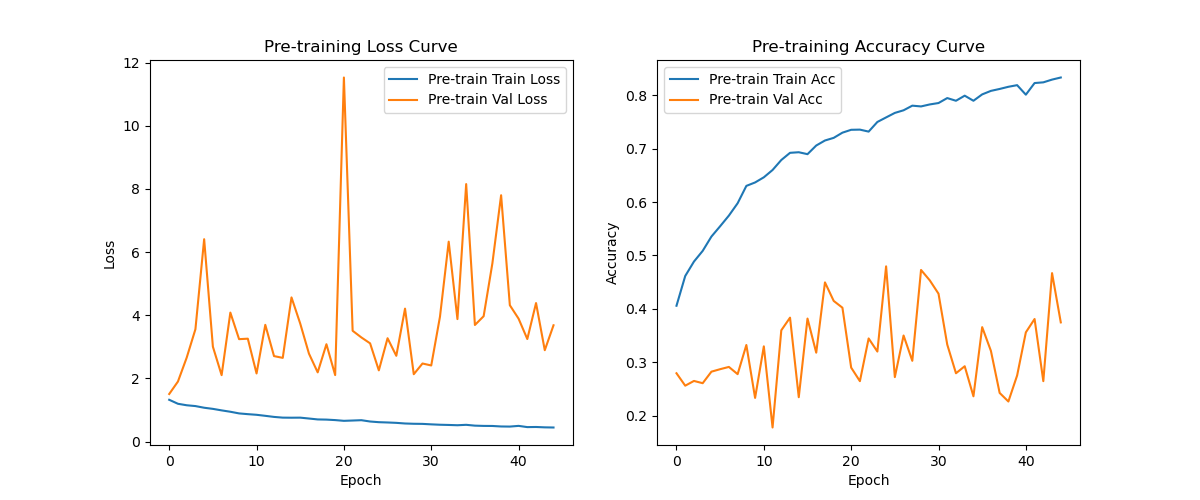 Pre-training Loss Curve
12
10
8
6
4
2
0
Loss
0 10 20 30 40
Epoch
Pre-train Train Loss
Pre-train Val Loss
Pre-training Accuracy Curve
0.8
0.7
0.6
0.5
0.4
0.3
0.2
Accuracy
0 10 20 30 40
Epoch
Pre-train Train Acc
Pre-train Val Acc